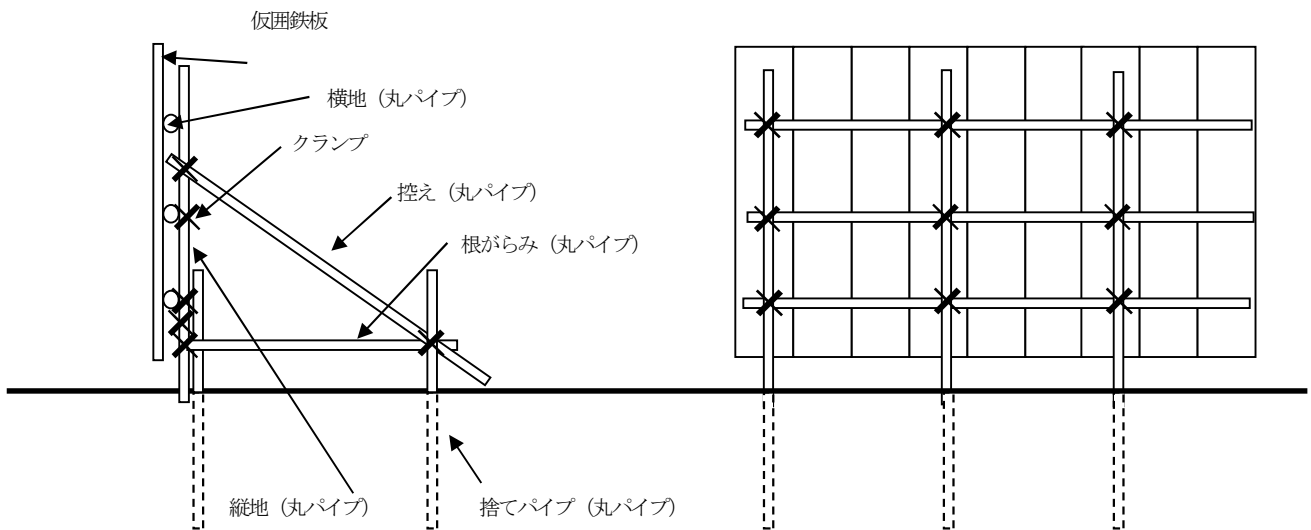 仮囲鉄板
横地（丸パイプ）
クランプ
控え（丸パイプ）
根がらみ（丸パイプ）
縦地（丸パイプ）
捨てパイプ（丸パイプ）